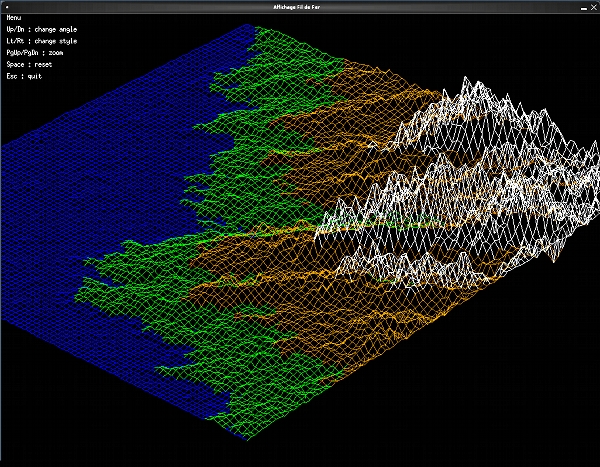 Affichage Fil de Fer
Menu
Up/Dn : change angle
Lt/Rt : change style
PgUp/PgDn : zoom
Space : reset
Esc : quit